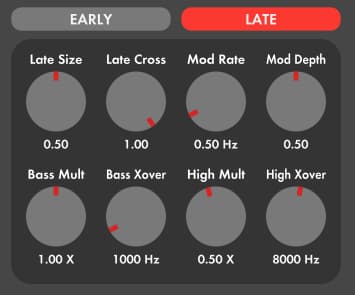 EARLY LATE
Late Size Late Cross Mod Rate Mod Depth
0.50 1.00 0.50 Hz 0.50
Bass Mult Bass Xover High Mult High Xover
1.00 X 1000 Hz 0.50 X 8000 Hz